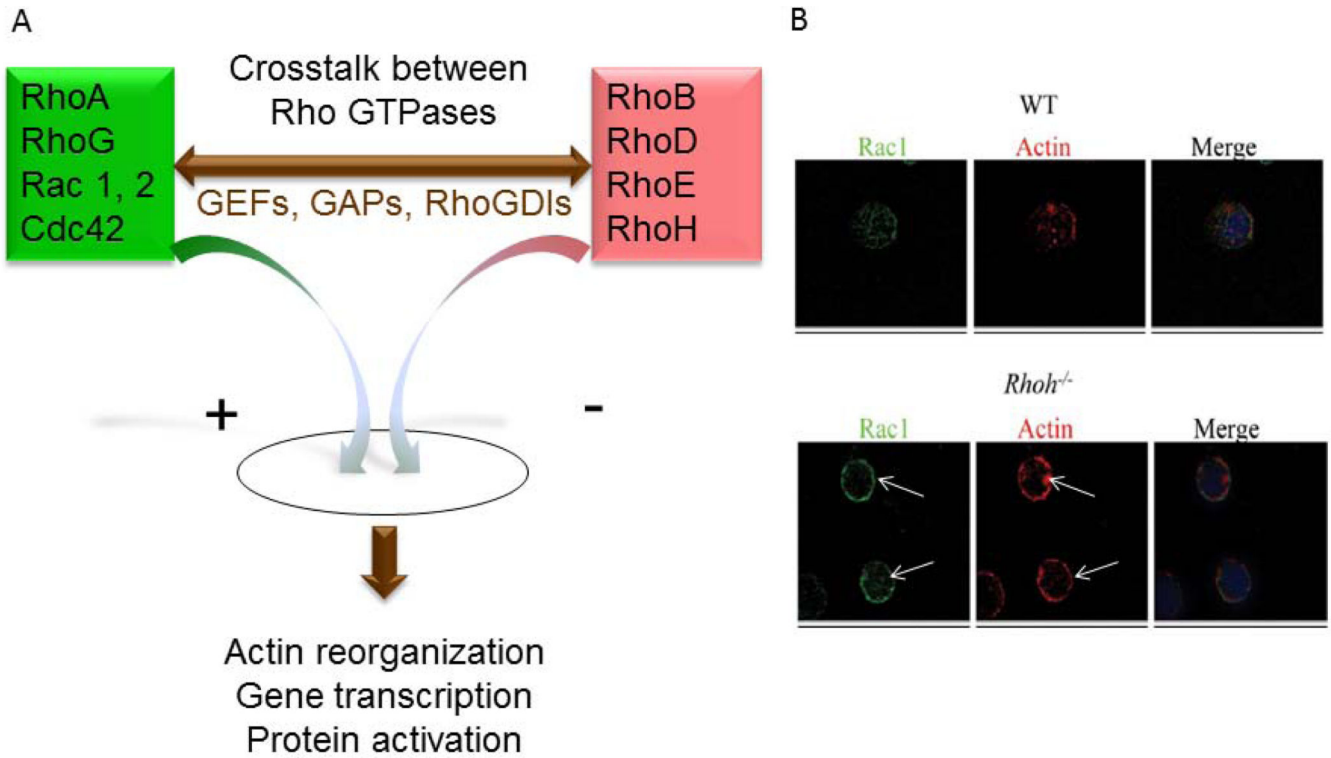 A
B
Crosstalk between
Rho GTPases
GEFs, GAPs, RhoGDIs
RhoA
RhoG
Rac 1, 2
Cdc42
RhoB
RhoD
RhoE
RhoH
+
-
Actin reorganization
Gene transcription
Protein activation
WT
Rac1 Actin Merge
Rhoh-/-
Rac1 Actin Merge